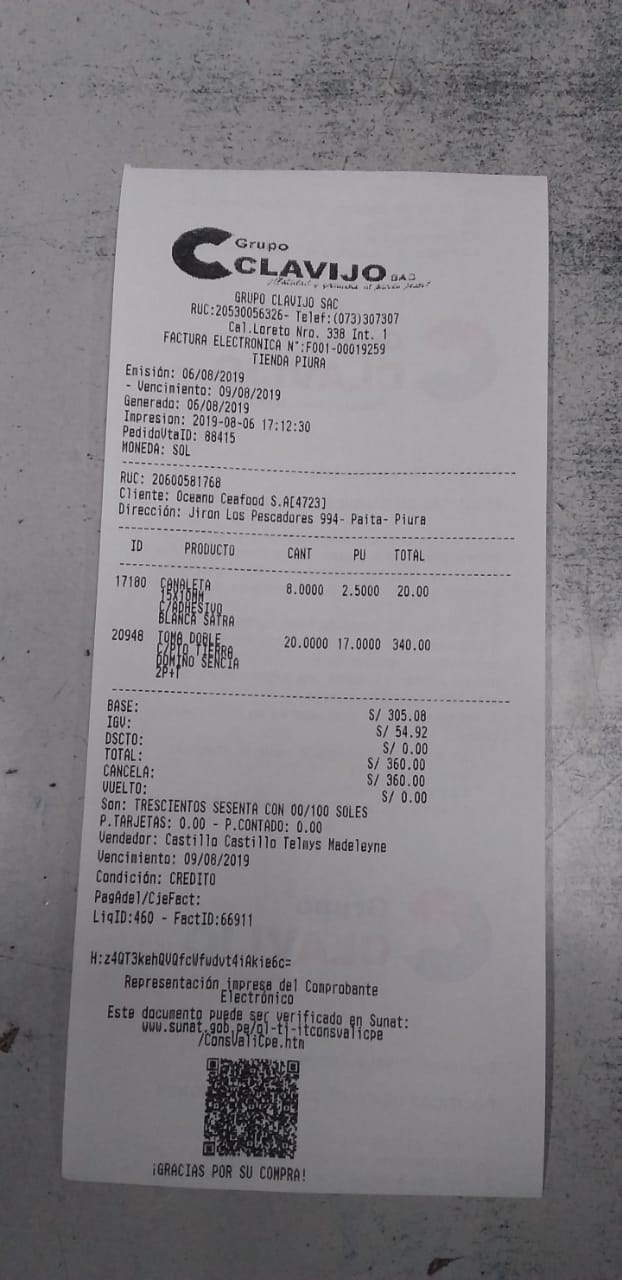 Grupo
CLAVIJO SAC
GRUPO CLAVIJO SAC
RUC:20530056326- Telef:(073)307307
Cal.Loreto Nro. 338 Int. 1
FACTURA ELECTRONICA N°:F001-00019259
TIENDA PIURA
Emisión: 06/08/2019
- Vencimiento: 09/08/2019
Generado: 06/08/2019
Impresion: 2019-08-06 17:12:30
PedidoVtaID: 88415
MONEDA: SOL
RUC: 20600581768
Cliente: Oceano Ceafood S.A[4723]
Dirección: Jiron Los Pescadores 994- Paita- Piura
ID PRODUCTO CANT PU TOTAL
17180 CANALETA 8.0000 2.5000 20.00
15X10MM
C/ADHESIVO
BLANCA SATRA
20948 TOMA DOBLE 20.0000 17.0000 340.00
C/PTO TIERRA
DOMINO SENCIA
2P+T
BASE: S/ 305.08
IGV: S/ 54.92
DSCTO: S/ 0.00
TOTAL: S/ 360.00
CANCELA: S/ 360.00
VUELTO: S/ 0.00
Son: TRESCIENTOS SESENTA CON 00/100 SOLES
P.TARJETAS: 0.00 - P.CONTADO: 0.00
Vendedor: Castillo Castillo Telmys Madeleyne
Vencimiento: 09/08/2019
Condición: CREDITO
PagAdel/CjeFact:
LiqID:460 - FactID:66911
H:z4QT3kehQVQfcWfudvt4iAkie6c=
Representación impresa del Comprobante
Electrónico
Este documento puede ser verificado en Sunat:
www.sunat.gob.pe/ol-ti-itconsvalicpe
/ConsValiCpe.htm
¡GRACIAS POR SU COMPRA!